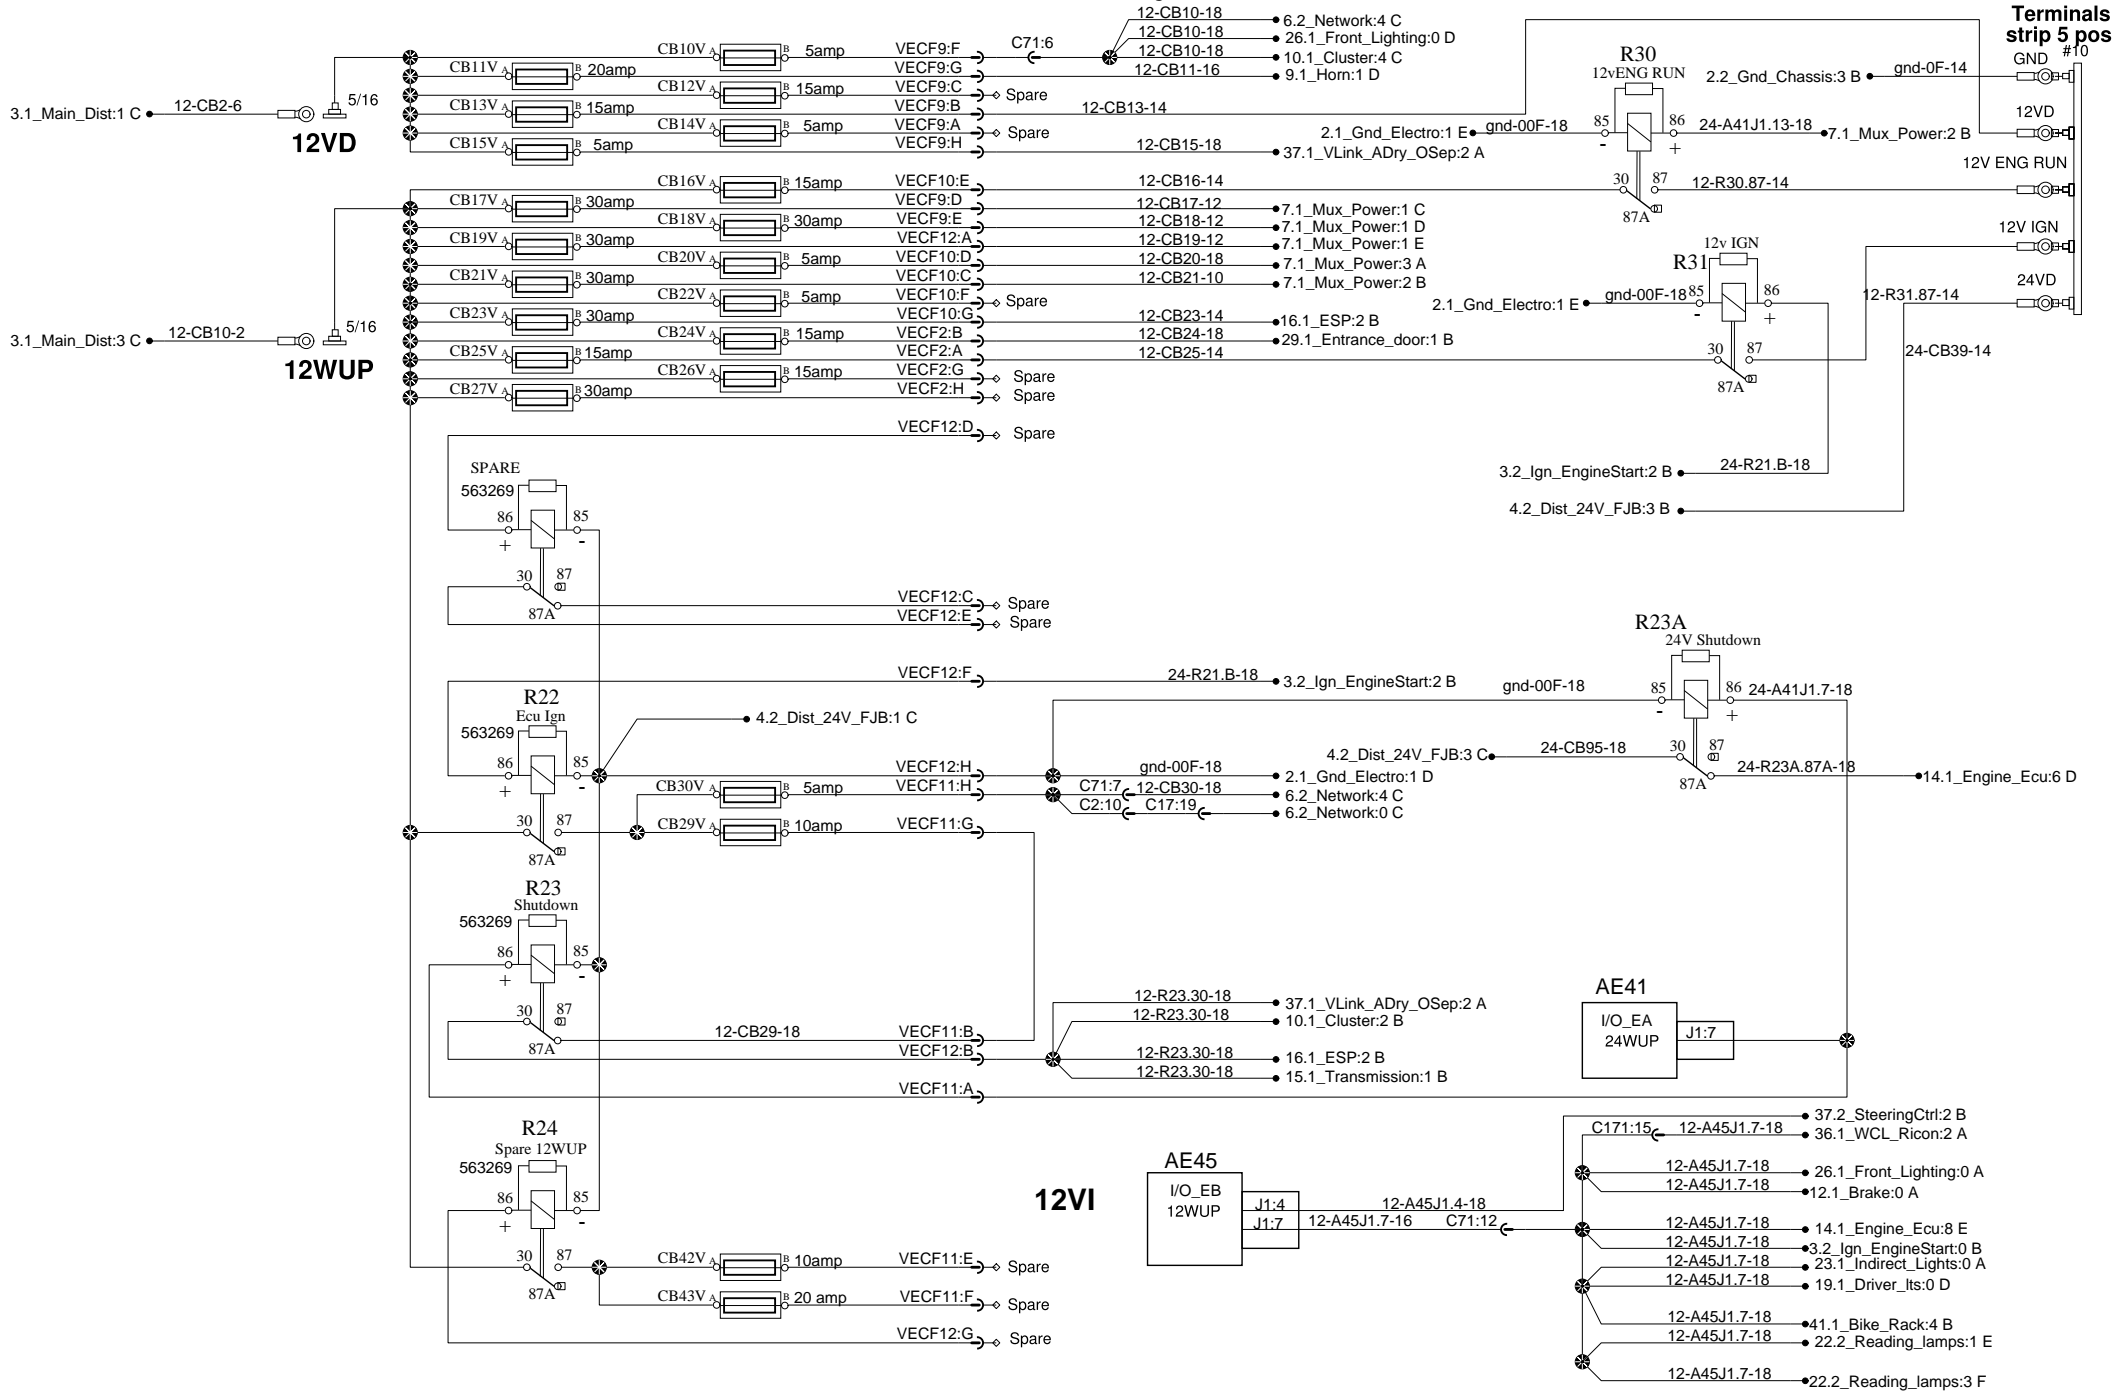 12-CB10-18
6.2_Network:4 C
12-CB10-18
26.1_Front_Lighting:0 D
CB10V A B 5amp VECF9:F C71:6 12-CB10-18 10.1_Cluster:4 C
CB11V A B 20amp VECF9:G 12-CB11-16 9.1_Horn:1 D
CB12V A B 15amp VECF9:C Spare
CB13V A B 15amp VECF9:B 12-CB13-14
CB14V A B 5amp VECF9:A Spare
CB15V A B 5amp VECF9:H 12-CB15-18 37.1_VLink_ADry_OSep:2 A
3.1_Main_Dist:1 C 12-CB2-6 5/16
12VD
CB16V A B 15amp VECF10:E 12-CB16-14
CB17V A B 30amp VECF9:D 12-CB17-12 7.1_Mux_Power:1 C
CB18V A B 30amp VECF9:E 12-CB18-12 7.1_Mux_Power:1 D
CB19V A B 30amp VECF12:A 12-CB19-12 7.1_Mux_Power:1 E
CB20V A B 5amp VECF10:D 12-CB20-18 7.1_Mux_Power:3 A
CB21V A B 30amp VECF10:C 12-CB21-10 7.1_Mux_Power:2 B
CB22V A B 5amp VECF10:F Spare
CB23V A B 30amp VECF10:G 12-CB23-14 16.1_ESP:2 B
CB24V A B 15amp VECF2:B 12-CB24-18 29.1_Entrance_door:1 B
CB25V A B 15amp VECF2:A 12-CB25-14
CB26V A B 15amp VECF2:G Spare
CB27V A B 30amp VECF2:H Spare
3.1_Main_Dist:3 C 12-CB10-2 5/16
12WUP
Terminals
strip 5 pos
#10
GND
2.2_Gnd_Chassis:3 B gnd-0F-14
12VD
12V ENG RUN
12V IGN
24VD
R30
12vENG RUN
2.1_Gnd_Electro:1 E gnd-00F-18 85 86 24-A41J1.13-18 7.1_Mux_Power:2 B
- +
30 87 12-R30.87-14
87A
12v IGN
R31
2.1_Gnd_Electro:1 E gnd-00F-18 85 86 12-R31.87-14
- +
30 87 24-CB39-14
87A
3.2_Ign_EngineStart:2 B 24-R21.B-18
4.2_Dist_24V_FJB:3 B
VECF12:D Spare
SPARE
563269
86 85
+ -
30 87
87A
VECF12:C Spare
VECF12:E Spare
R23A
24V Shutdown
VECF12:F 24-R21.B-18 3.2_Ign_EngineStart:2 B gnd-00F-18 85 86 24-A41J1.7-18
- +
4.2_Dist_24V_FJB:3 C 24-CB95-18 30 87
87A 24-R23A.87A-18 14.1_Engine_Ecu:6 D
R22
Ecu Ign
563269
4.2_Dist_24V_FJB:1 C
86 85 VECF12:H gnd-00F-18 2.1_Gnd_Electro:1 D
+ -
CB30V A B 5amp VECF11:H C71:7 12-CB30-18 6.2_Network:4 C
C2:10 C17:19 6.2_Network:0 C
30 87 CB29V A B 10amp VECF11:G
87A
R23
Shutdown
563269
86 85
+ -
30 87
87A 12-CB29-18 VECF11:B
VECF12:B
12-R23.30-18 37.1_VLink_ADry_OSep:2 A
12-R23.30-18 10.1_Cluster:2 B
12-R23.30-18 16.1_ESP:2 B
12-R23.30-18 15.1_Transmission:1 B
VECF11:A
AE41
I/O_EA
24WUP
J1:7
R24
Spare 12WUP
563269
86 85
+ -
30 87 CB42V A B 10amp VECF11:E Spare
87A
CB43V A B 20 amp VECF11:F Spare
VECF12:G Spare
12VI
AE45
I/O_EB
12WUP
J1:4 12-A45J1.4-18
J1:7 12-A45J1.7-16 C71:12
37.2_SteeringCtrl:2 B
C171:15 12-A45J1.7-18 36.1_WCL_Ricon:2 A
12-A45J1.7-18 26.1_Front_Lighting:0 A
12-A45J1.7-18 12.1_Brake:0 A
12-A45J1.7-18 14.1_Engine_Ecu:8 E
12-A45J1.7-18 3.2_Ign_EngineStart:0 B
12-A45J1.7-18 23.1_Indirect_Lights:0 A
12-A45J1.7-18 19.1_Driver_lts:0 D
12-A45J1.7-18 41.1_Bike_Rack:4 B
12-A45J1.7-18 22.2_Reading_lamps:1 E
12-A45J1.7-18 22.2_Reading_lamps:3 F